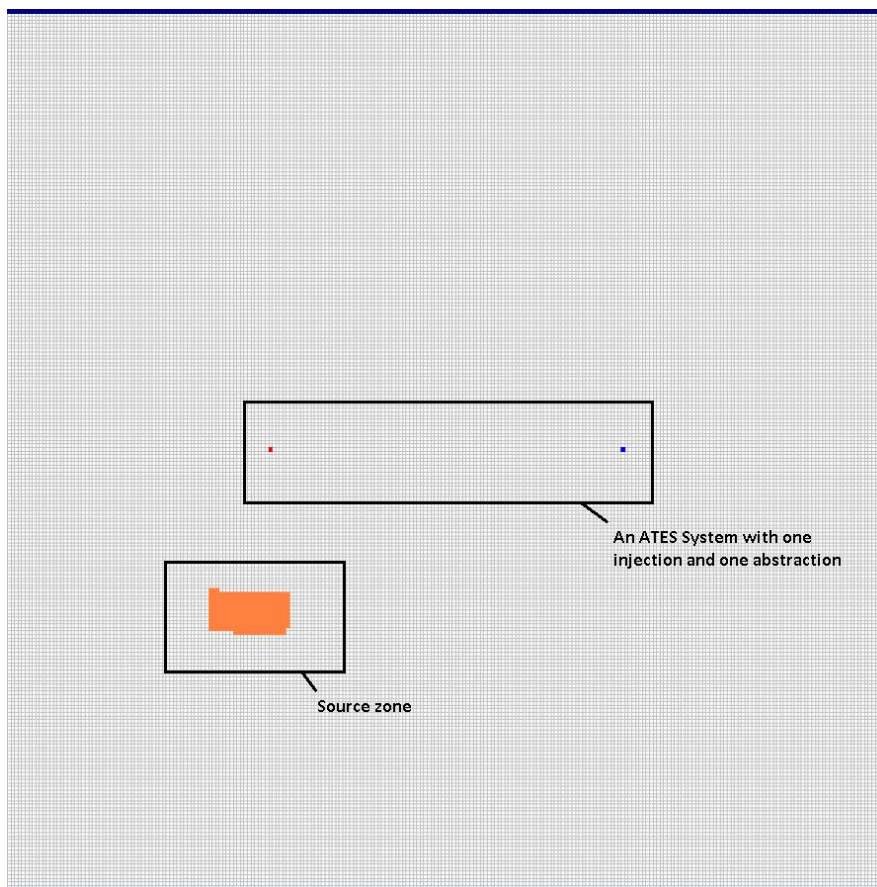 An ATES System with one
injection and one abstraction
Source zone